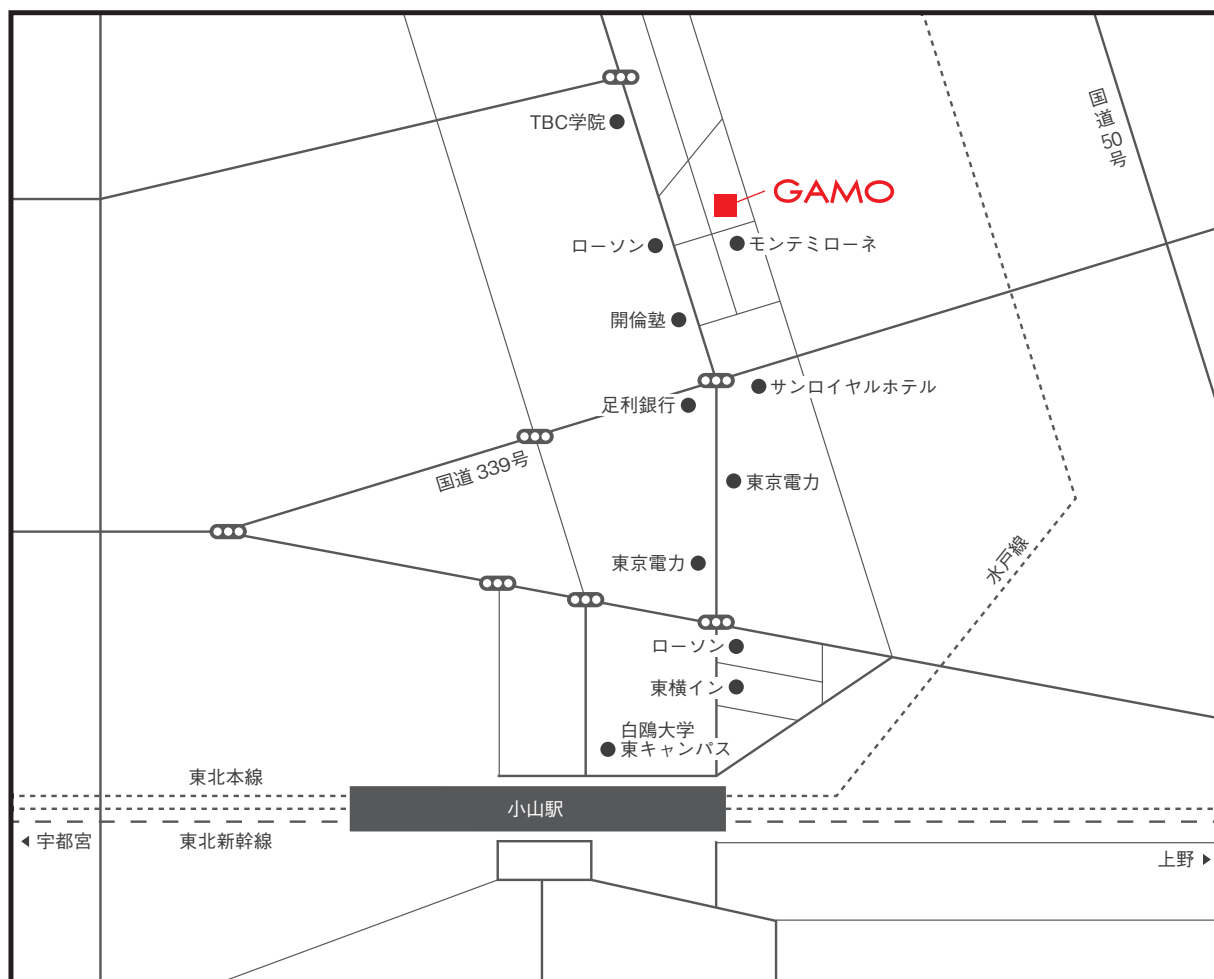 TBC学院
国道50号
GAMO
ローソン
モンテミローネ
開倫塾
サンロイヤルホテル
足利銀行
国道 339号
東京電力
東京電力
水戸線
ローソン
東横イン
白鴎大学
東キャンパス
東北本線
小山駅
宇都宮
東北新幹線
上野